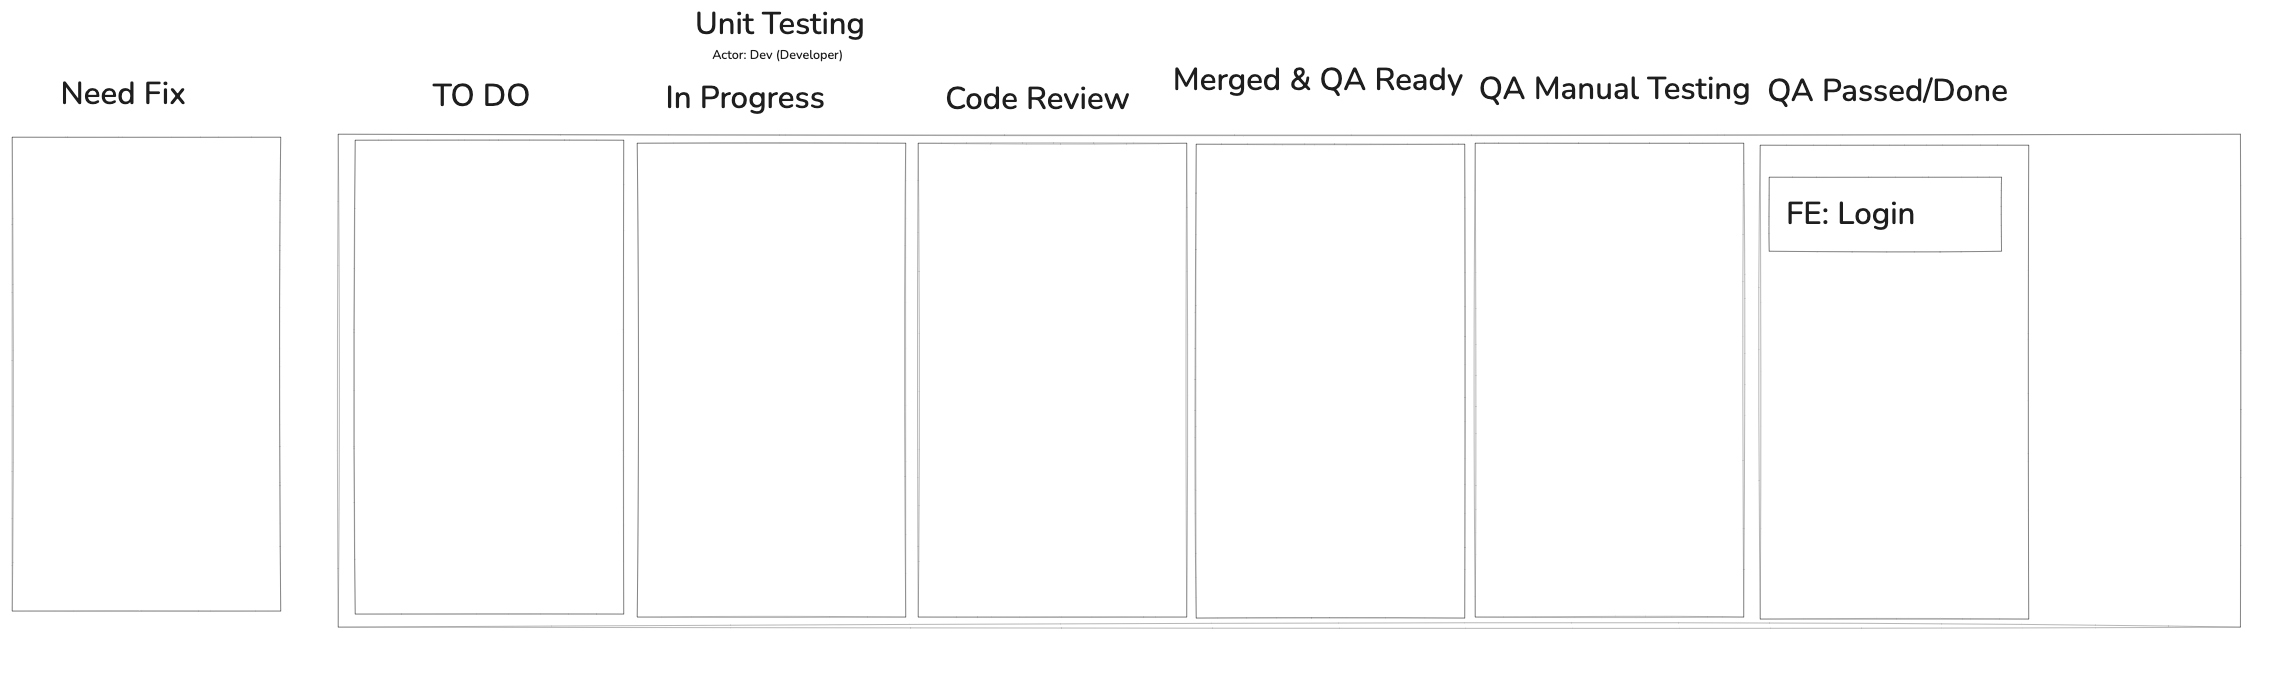 Unit Testing
Actor: Dev (Developer)
Need Fix
TO DO
In Progress
Code Review
Merged & QA Ready
QA Manual Testing
QA Passed/Done
FE: Login